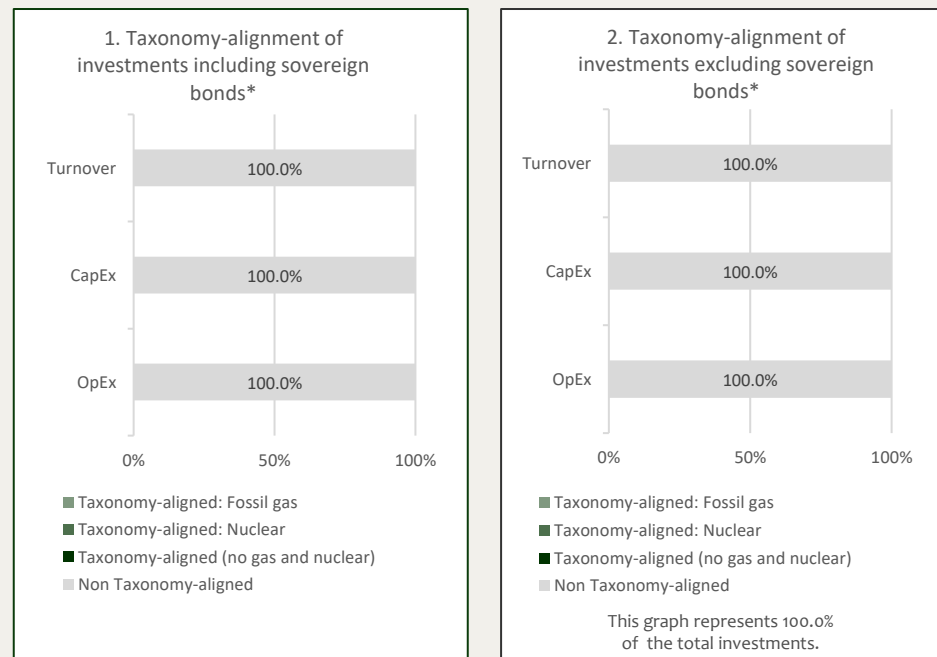 1. Taxonomy-alignment of
investments including sovereign
bonds*
Turnover
100.0%
CapEx
100.0%
OpEx
100.0%
0%
50%
100%
Taxonomy-aligned: Fossil gas
Taxonomy-aligned: Nuclear
Taxonomy-aligned (no gas and nuclear)
Non Taxonomy-aligned
2. Taxonomy-alignment of
investments excluding sovereign
bonds*
Turnover
100.0%
CapEx
100.0%
OpEx
100.0%
0%
50%
100%
Taxonomy-aligned: Fossil gas
Taxonomy-aligned: Nuclear
Taxonomy-aligned (no gas and nuclear)
Non Taxonomy-aligned
This graph represents 100.0%
of the total investments.